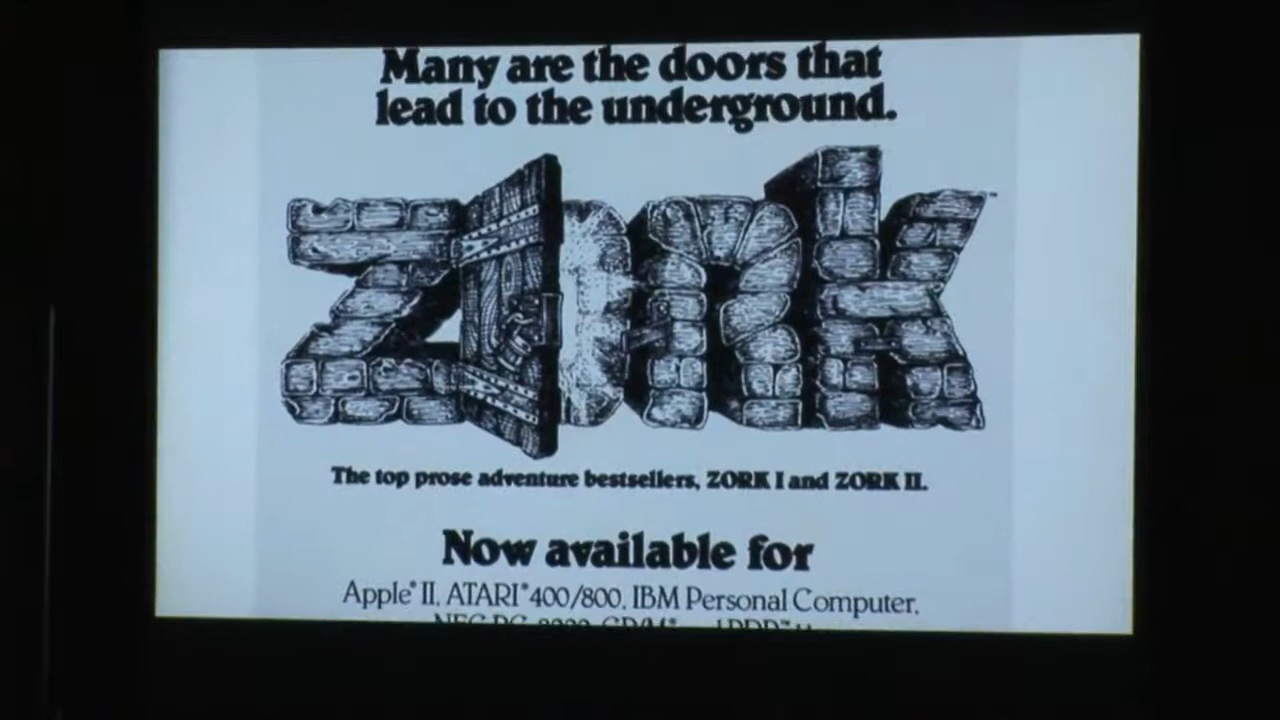 Many are the doors that
lead to the underground.
zork™
The top prose adventure bestsellers, ZORK I and ZORK II.
Now available for
Apple® II, ATARI® 400/800, IBM Personal Computer,